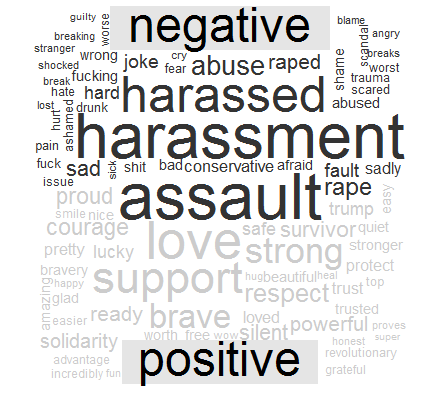 negative
guilty
worse
blame
angry
breaking
scandal
stranger
wrong
joke
cry
fear
abuse
raped
shame
breaks
worst
shocked
fucking
break
hate
hard
harassed
trauma
scared
abused
lost
hurt
drunk
ashamed
harassment
pain
fuck
sad
sick
shit
bad
conservative
afraid
fault
sadly
issue
assault
rape
proud
smile
nice
trump
easy
courage
love
safe
survivor
quiet
pretty
lucky
strong
stronger
bravery
support
hug
beautiful
heal
protect
amazing
happy
glad
respect
trust
top
easier
ready
brave
loved
trusted
solidarity
worth
free
wow
silent
powerful
proves
super
honest
advantage
positive
revolutionary
incredibly
fun
grateful